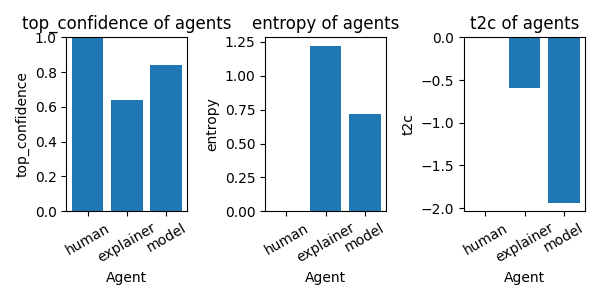 top_confidence of agents
top_confidence
1.0
0.8
0.6
0.4
0.2
0.0
human
explainer
model
Agent
entropy of agents
entropy
1.25
1.00
0.75
0.50
0.25
0.00
human
explainer
model
Agent
t2c of agents
t2c
0.0
−0.5
−1.0
−1.5
−2.0
human
explainer
model
Agent